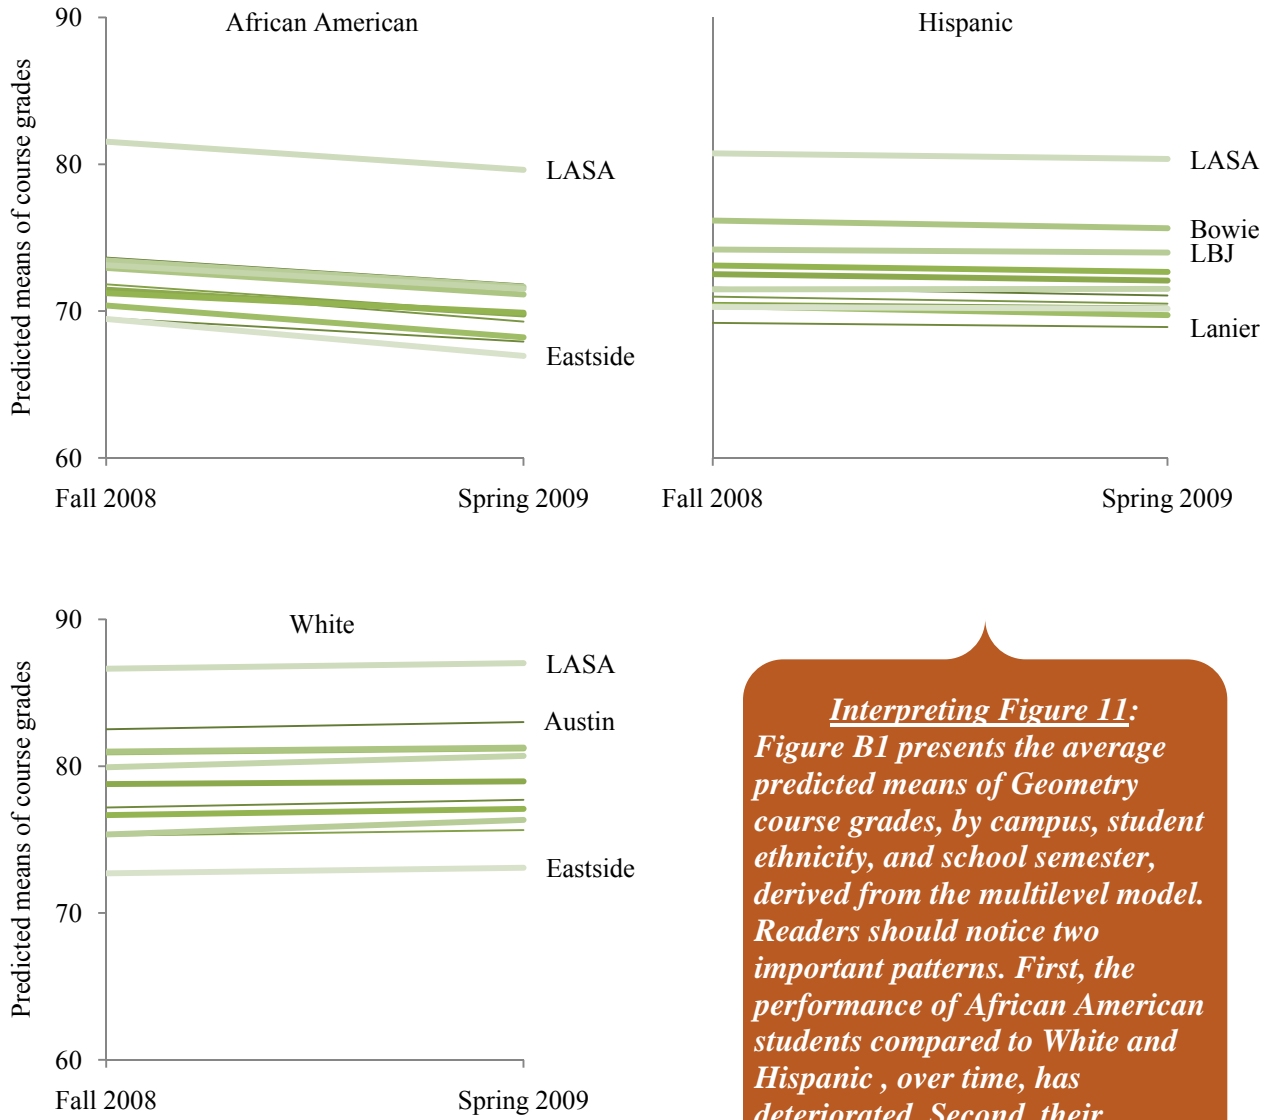 African American
Predicted means of course grades
90
80
70
60
LASA
Eastside
Fall 2008
Spring 2009
Hispanic
LASA
Bowie
LBJ
Lanier
Fall 2008
Spring 2009
White
Predicted means of course grades
90
80
70
60
LASA
Austin
Eastside
Fall 2008
Spring 2009
Interpreting Figure 11:
Figure B1 presents the average
predicted means of Geometry
course grades, by campus, student
ethnicity, and school semester,
derived from the multilevel model.
Readers should notice two
important patterns. First, the
performance of African American
students compared to White and
Hispanic , over time, has
deteriorated. Second, their